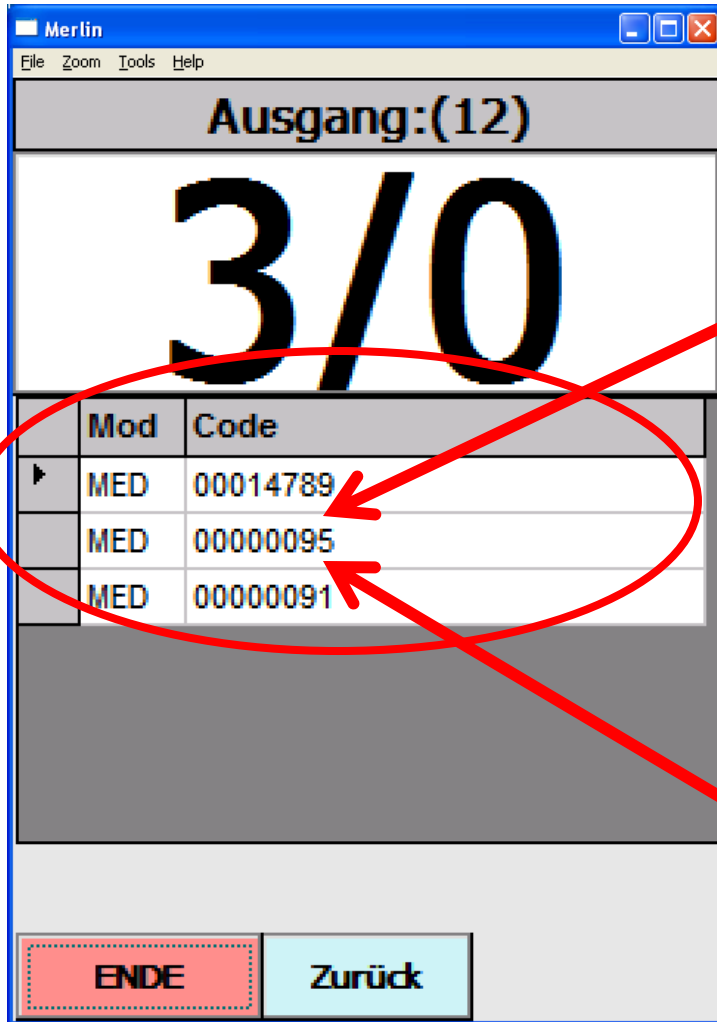 Merlin
File Zoom Tools Help
Ausgang:(12)
3/0
Mod Code
MED 00014789
MED 00000095
MED 00000091
ENDE Zurück